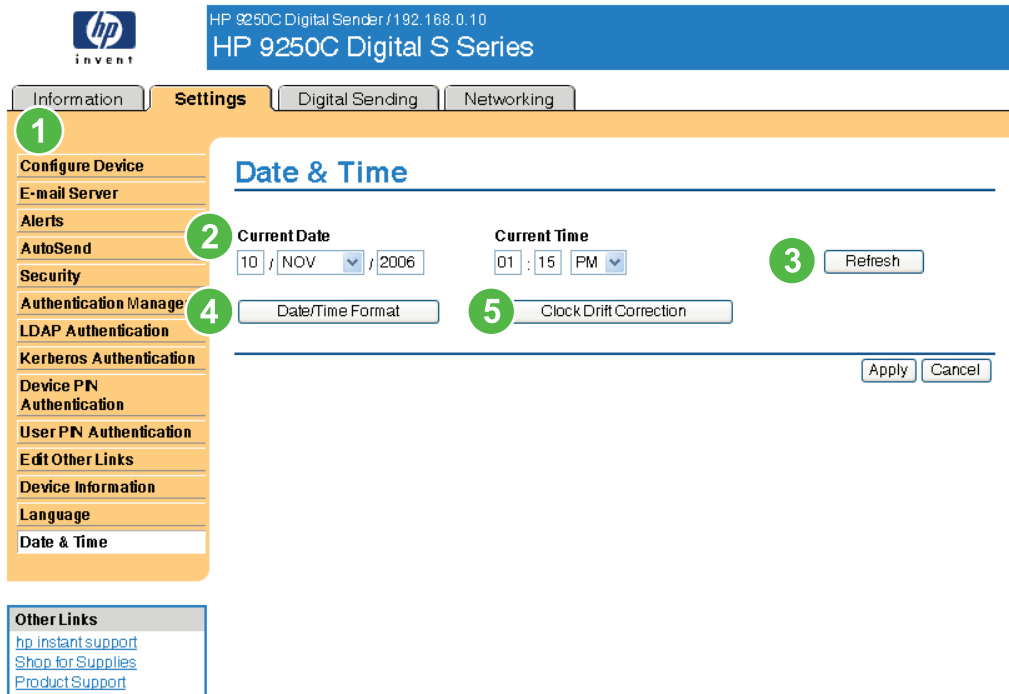 hp
invent
HP 9250C Digital Sender / 192.168.0.10
HP 9250C Digital S Series
Information
Settings
Digital Sending
Networking
1
Configure Device
E-mail Server
Alerts
AutoSend
Security
Authentication Manage
LDAP Authentication
Kerberos Authentication
Device PIN
Authentication
User PIN Authentication
Edit Other Links
Device Information
Language
Date & Time
Other Links
hp instant support
Shop for Supplies
Product Support
Date & Time
2
Current Date
10 / NOV / 2006
Current Time
01 : 15 PM
3
Refresh
4
Date/Time Format
5
Clock Drift Correction
Apply
Cancel